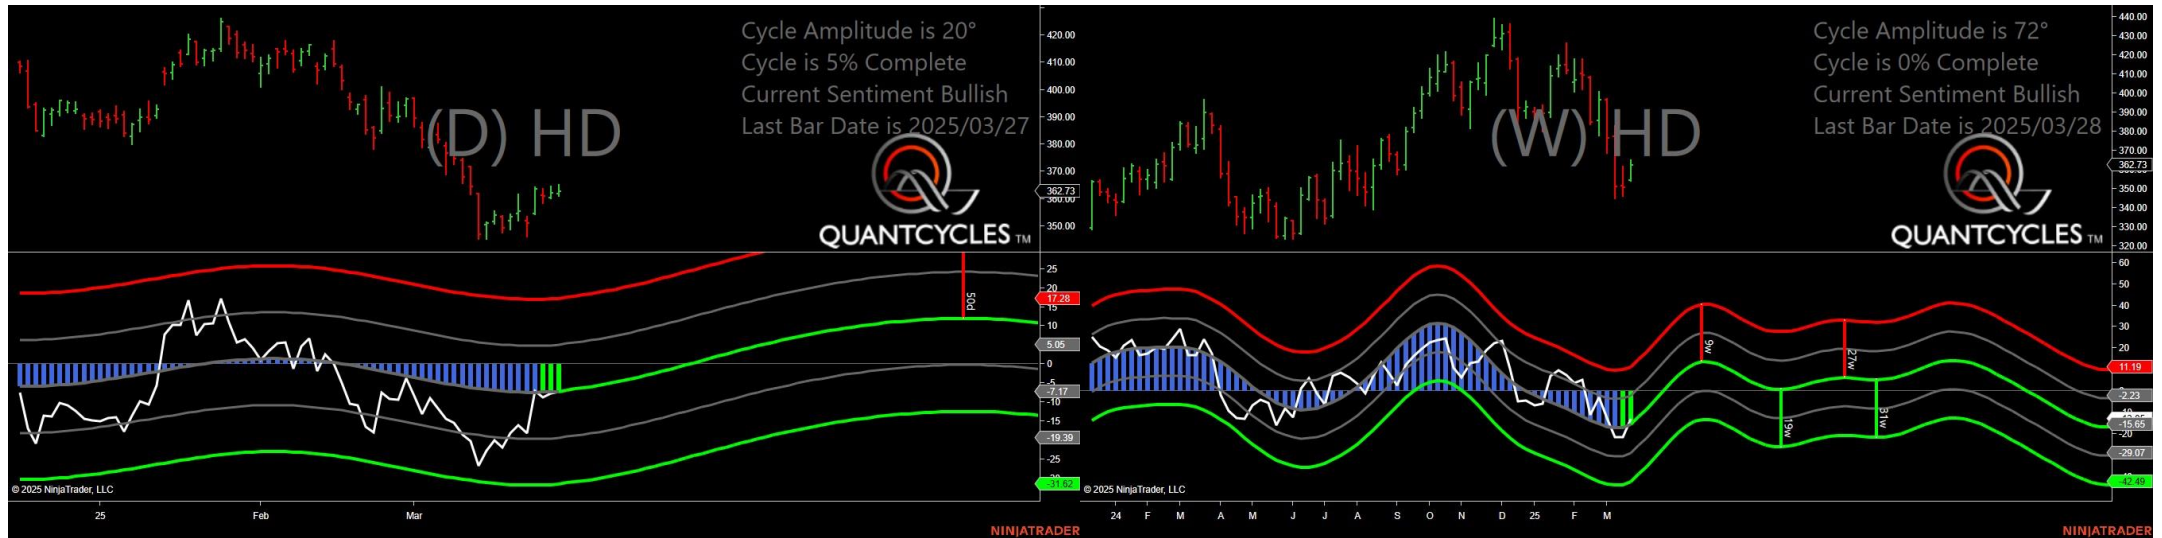 Cycle Amplitude is 20°
Cycle is 5% Complete
Current Sentiment Bullish
Last Bar Date is 2025/03/27
(D) HD
QUANTCYCLES TM
420.00
410.00
400.00
390.00
380.00
370.00
362.73
360.00
350.00
50d
25
20
17.28
15
10
5.05
0
-5
-7.17
-10
-15
-19.39
-25
-31.62
© 2025 NinjaTrader, LLC
25
Feb
Mar
NINJATRADER
Cycle Amplitude is 72°
Cycle is 0% Complete
Current Sentiment Bullish
Last Bar Date is 2025/03/28
(W) HD
QUANTCYCLES TM
440.00
430.00
420.00
410.00
400.00
390.00
380.00
370.00
362.73
350.00
340.00
330.00
320.00
9w
19w
27w
31w
60
50
40
30
20
11.19
-2.23
-15.65
-20
-29.07
-42.49
© 2025 NinjaTrader, LLC
24 F M A M J J A S O N D 25 F M
NINJATRADER